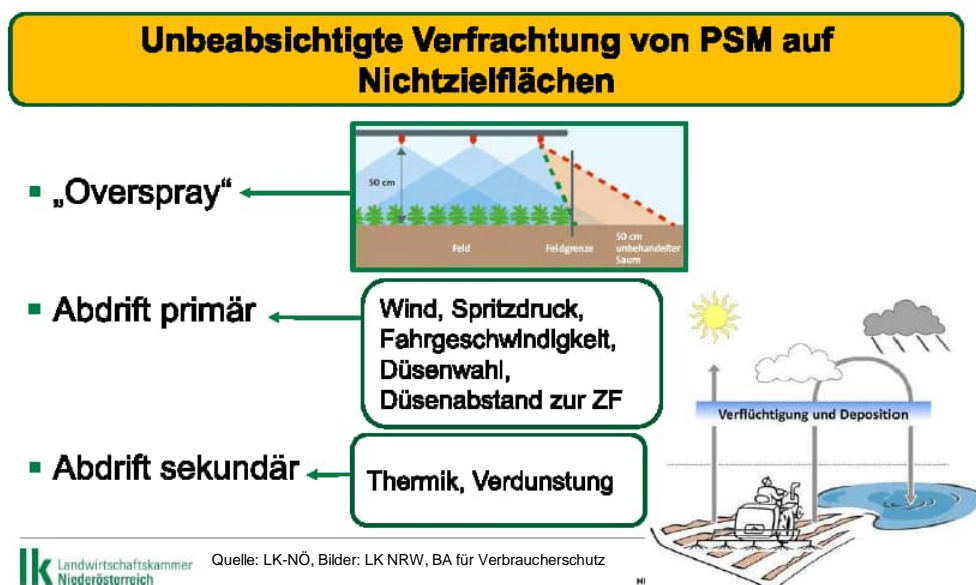 Unbeabsichtigte Verfrachtung von PSM auf
Nichtzielflächen
„Overspray“
50 cm
Feld
Feldgrenze
50 cm
unbehandelter
Saum
Abdrift primär
Wind, Spritzdruck,
Fahrgeschwindigkeit,
Düsenwahl,
Düsenabstand zur ZF
Verflüchtigung und Deposition
Abdrift sekundär
Thermik, Verdunstung
lk Landwirtschaftskammer
Niederösterreich
Quelle: LK-NÖ, Bilder: LK NRW, BA für Verbraucherschutz